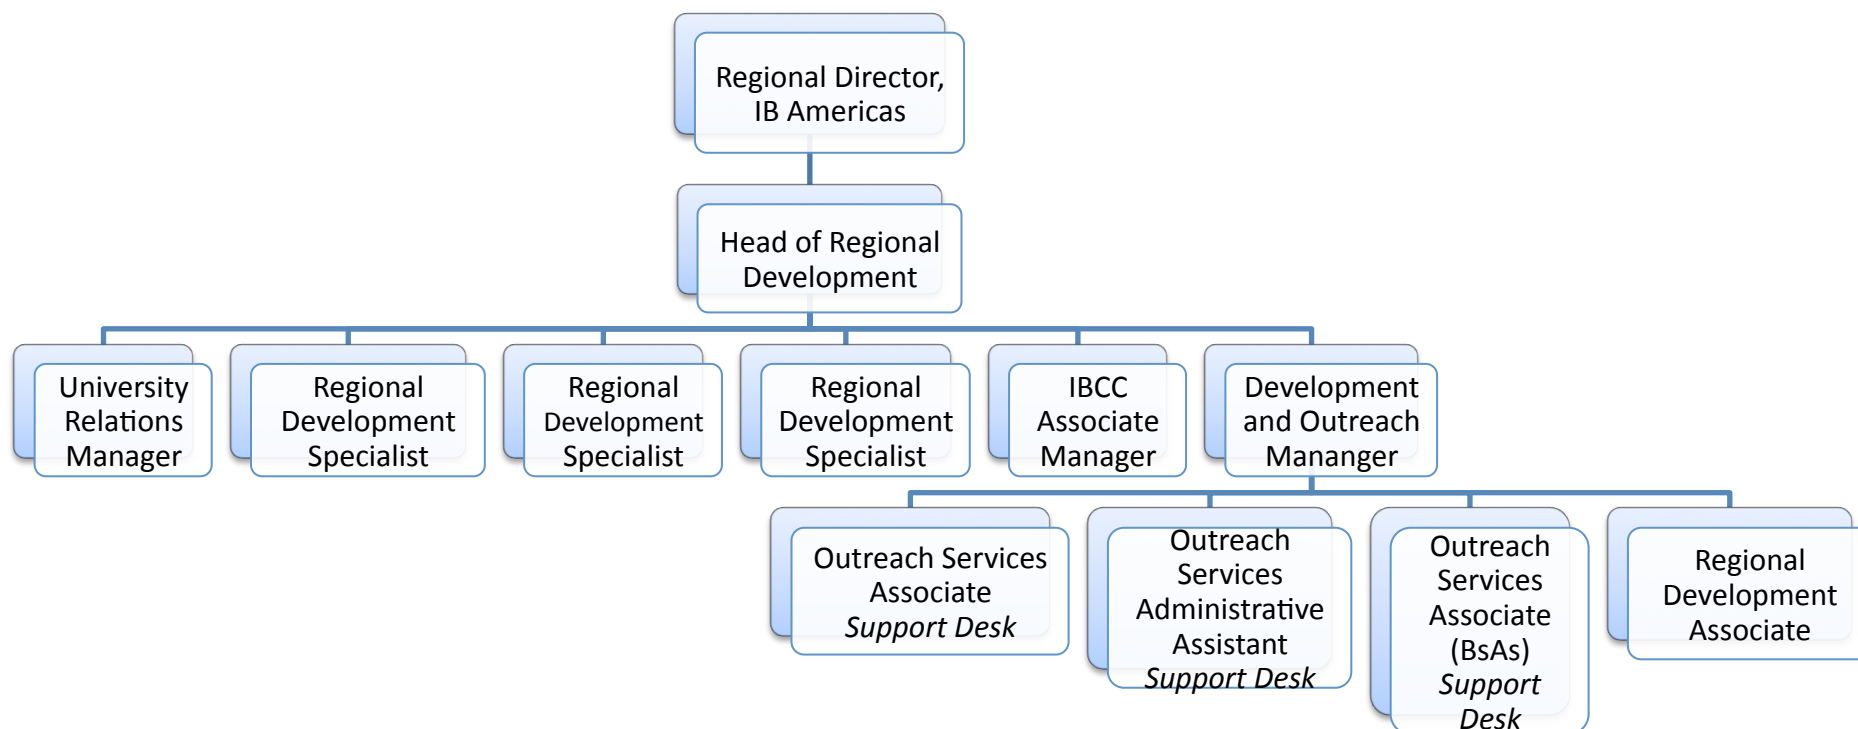 Regional Director,
IB Americas
Head of Regional
Development
University
Relations
Manager
Regional
Development
Specialist
Regional
Development
Specialist
Regional
Development
Specialist
IBCC
Associate
Manager
Development
and Outreach
Mananger
Outreach Services
Associate
Support Desk
Outreach
Services
Administrative
Assistant
Support Desk
Outreach
Services
Associate
(BsAs)
Support
Desk
Regional
Development
Associate